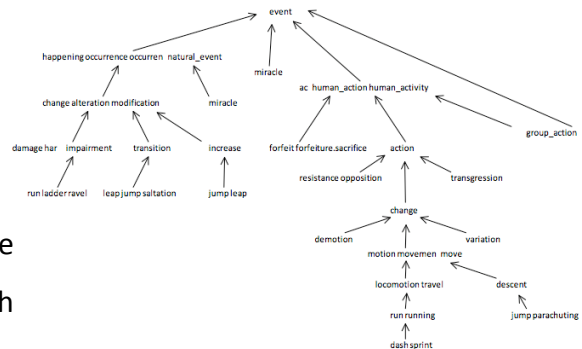 event
happening occurrence occurren natural_event
miracle
ac human_action human_activity
change alteration modification
miracle
group_action
damage har impairment transition increase
forfeit forfeiture.sacrifice action
run ladder ravel leap jump saltation jump leap
resistance opposition transgression
change
demotion variation
e
motion movemen move
locomotion travel descent
h
run running jump parachuting
dash sprint